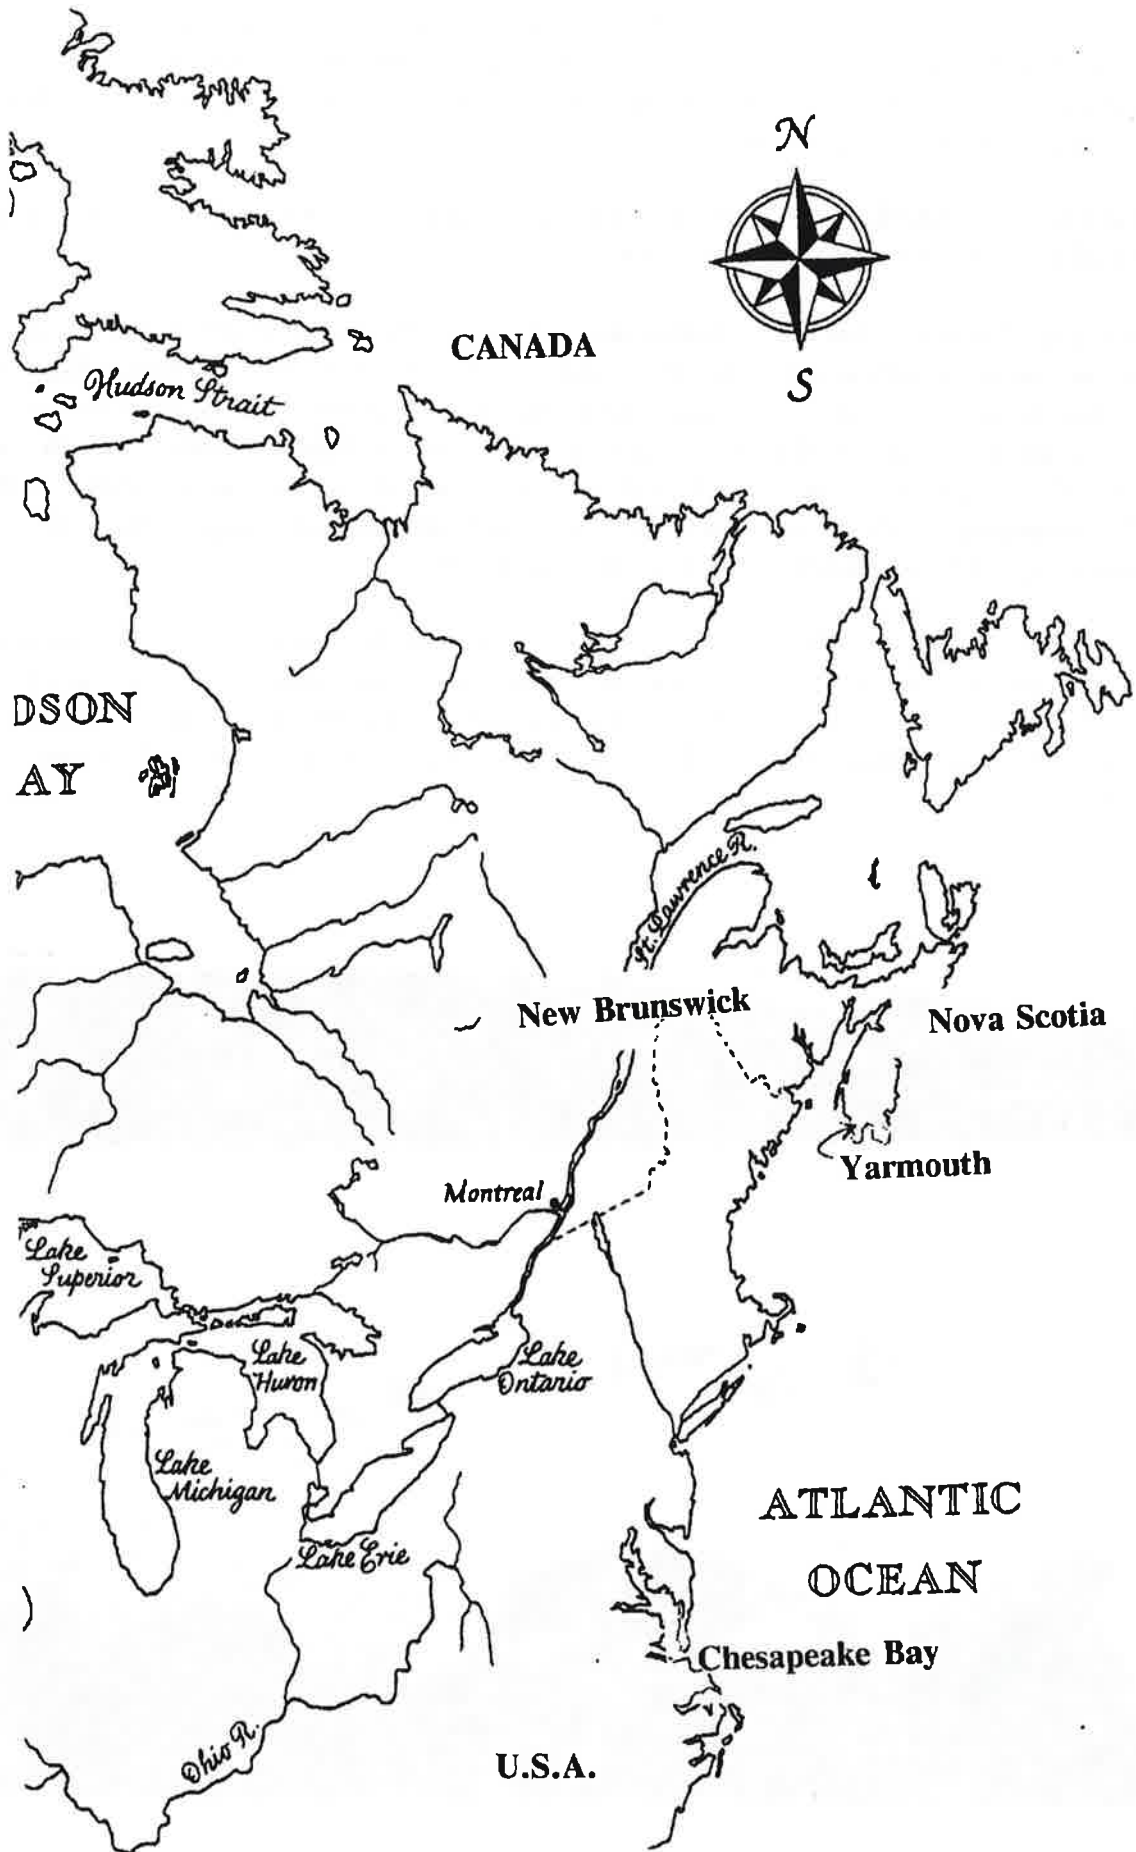 N
S
CANADA
Hudson Strait
DSON
AY
St. Lawrence R.
New Brunswick
Nova Scotia
Yarmouth
Montreal
Lake
Superior
Lake
Huron
Lake
Ontario
Lake
Michigan
Lake Erie
ATLANTIC
OCEAN
Chesapeake Bay
Ohio R.
U.S.A.